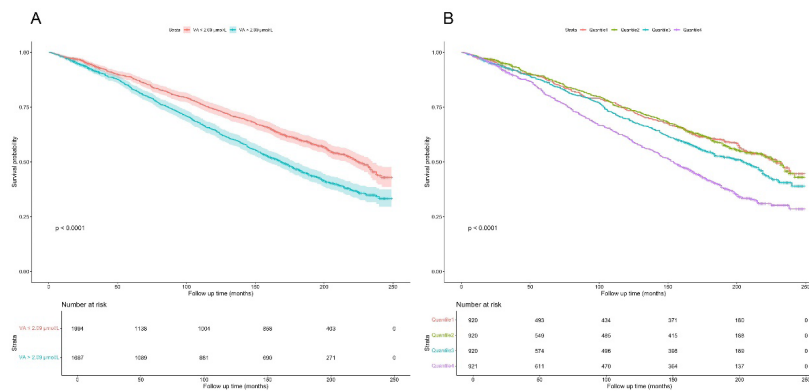 A
Strata VA < 2.09 μmol/L VA > 2.09 μmol/L
1.00
0.75
0.50
0.25
0.00
Survival probability
p < 0.0001
0 50 100 150 200 250
Follow up time (months)
Number at risk
Strata
VA < 2.09 μmol/L 1994 1138 1004 868 403 0
VA > 2.09 μmol/L 1687 1089 881 690 271 0
0 50 100 150 200 250
Follow up time (months)
B
Strata Quantile1 Quantile2 Quantile3 Quantile4
1.00
0.75
0.50
0.25
0.00
Survival probability
p < 0.0001
0 50 100 150 200 250
Follow up time (months)
Number at risk
Strata
Quantile1 920 493 434 371 0
Quantile2 920 549 485 415 188 0
Quantile3 920 574 496 0
Quantile4 921 611 470 364 137 0
0 50 100 150 200 250
Follow up time (months)